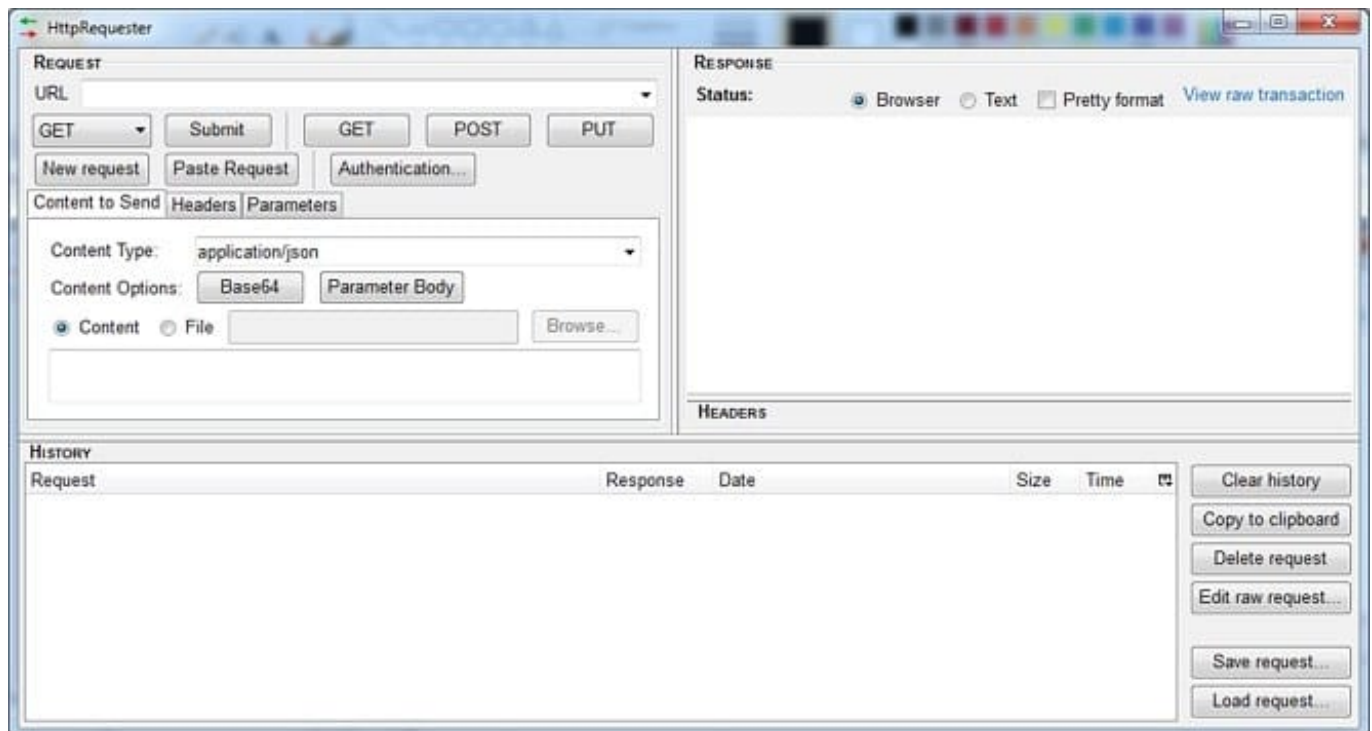 HttpRequester
REQUEST
URL
GET Submit GET POST PUT
New request Paste Request Authentication...
Content to Send Headers Parameters
Content Type: application/json
Content Options: Base64 Parameter Body
Content File Browse...
RESPONSE
Status: Browser Text Pretty format View raw transaction
HEADERS
HISTORY
Request Response Date Size Time
Clear history
Copy to clipboard
Delete request
Edit raw request...
Save request...
Load request...